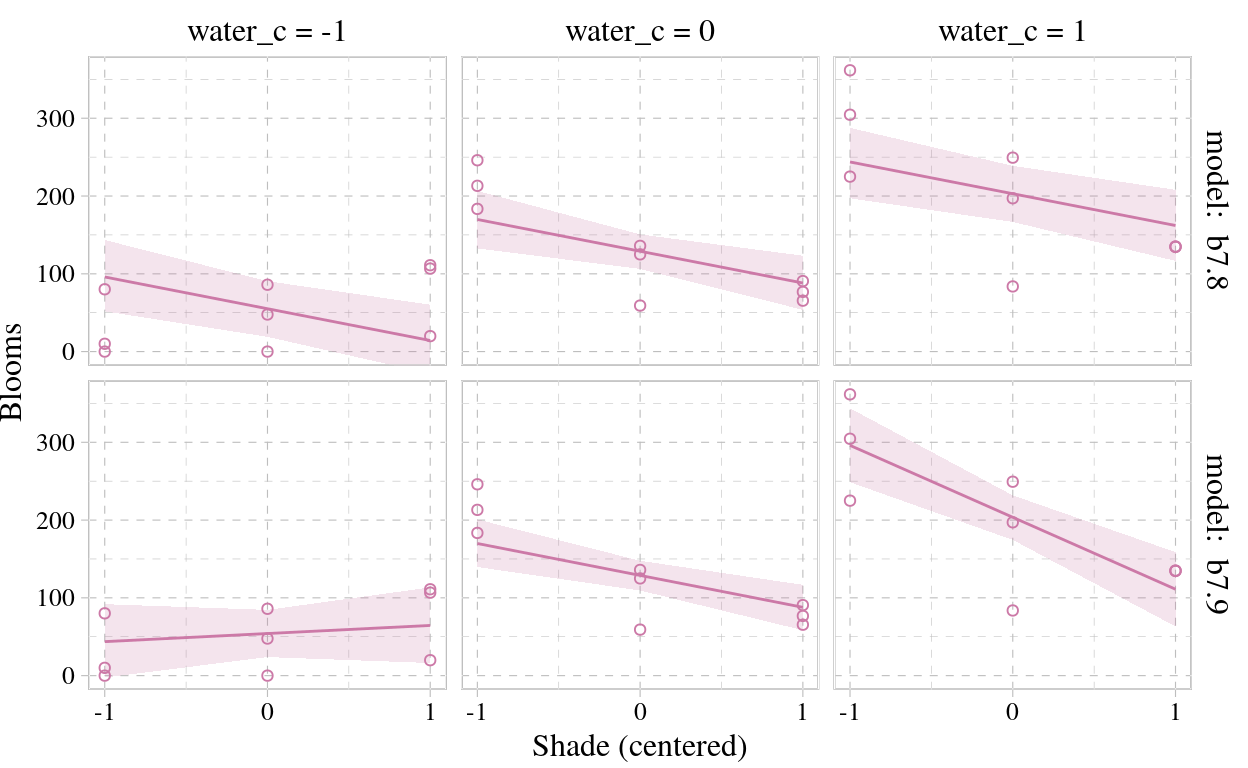 water_c = -1 water_c = 0 water_c = 1
300
200
100
0
model: b7.8
Blooms
300
200
100
0
model: b7.9
-1 0 1 -1 0 1 -1 0 1
Shade (centered)